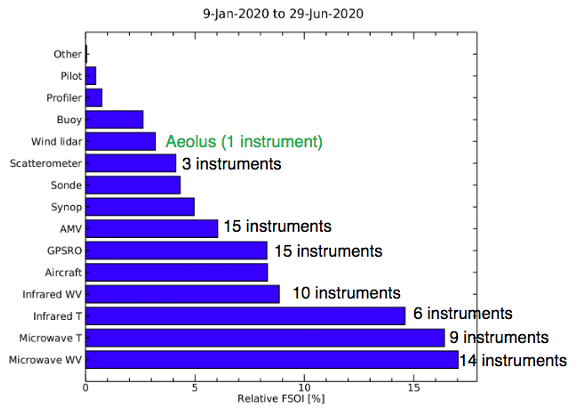 9-Jan-2020 to 29-Jun-2020
Other
Pilot
Profiler
Buoy
Wind lidar Aeolus (1 instrument)
Scatterometer 3 instruments
Sonde
Synop
AMV 15 instruments
GPSRO 15 instruments
Aircraft
Infrared WV 10 instruments
Infrared T 6 instruments
Microwave T 9 instruments
Microwave WV 14 instruments
0 5 10 15
Relative FSOI [%]